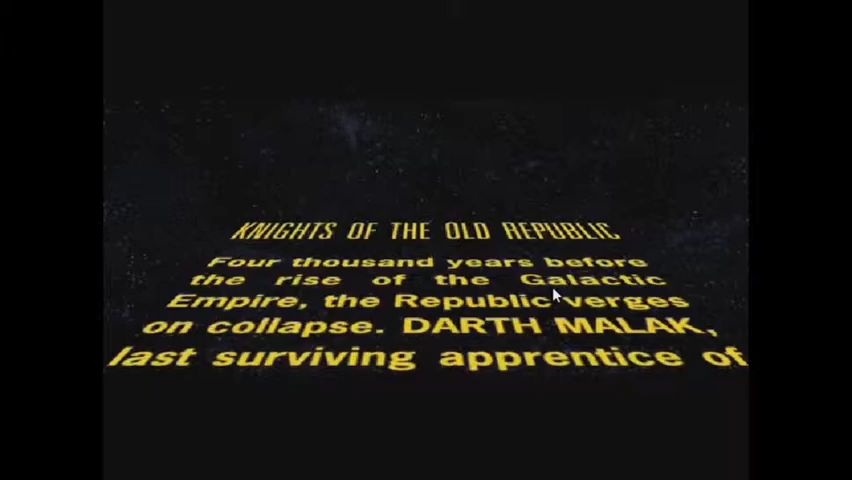 KNIGHTS OF THE OLD REPUBLIC
Four thousand years before
the rise of the Galactic
Empire, the Republic verges
on collapse. DARTH MALAK,
last surviving apprentice of